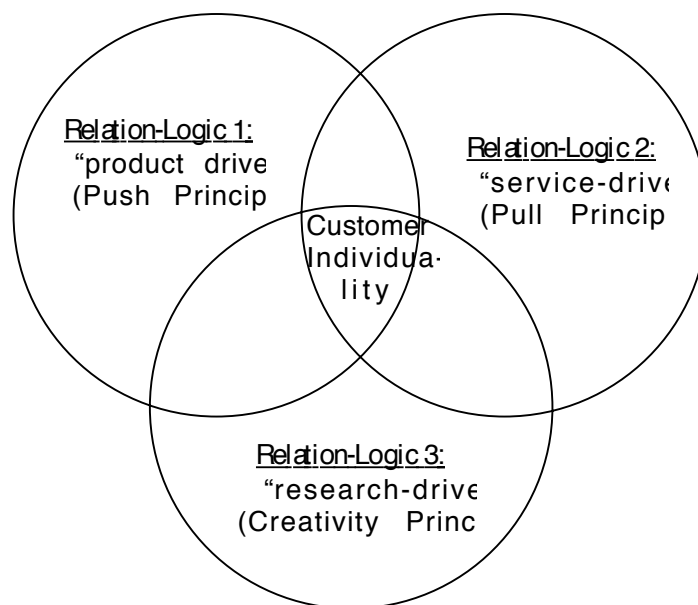 Relation-Logic 1:
“product drive
(Push Princip
Relation-Logic 2:
“service-drive
(Pull Princip
Customer
Individua-
lity
Relation-Logic 3:
“research-drive
(Creativity Princ